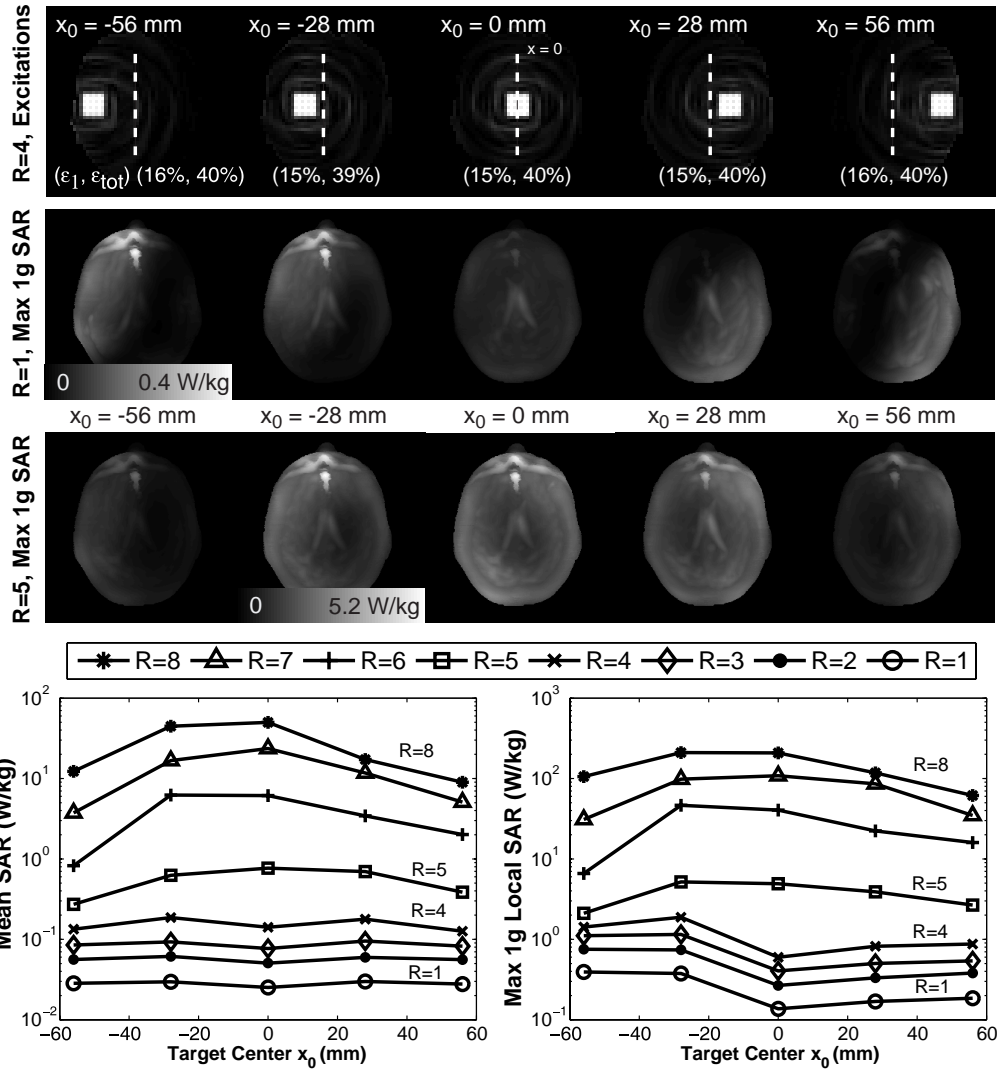 x0 = -56 mm x0 = -28 mm x0 = 0 mm x0 = 28 mm x0 = 56 mm
x = 0
R=4, Excitations
(ε1, εtot) (16%, 40%) (15%, 39%) (15%, 40%) (15%, 40%) (16%, 40%)
R=1, Max 1g SAR
0 0.4 W/kg
x0 = -56 mm x0 = -28 mm x0 = 0 mm x0 = 28 mm x0 = 56 mm
R=5, Max 1g SAR
0 5.2 W/kg
R=8 R=7 R=6 R=5 R=4 R=3 R=2 R=1
Mean SAR (W/kg)
10^2
10^1
10^0
10^−1
10^−2
R=8
R=5
R=4
R=1
−60 −40 −20 0 20 40 60
Target Center x0 (mm)
Max 1g Local SAR (W/kg)
10^3
10^2
10^1
10^0
10^−1
R=8
R=5
R=4
R=1
−60 −40 −20 0 20 40 60
Target Center x0 (mm)